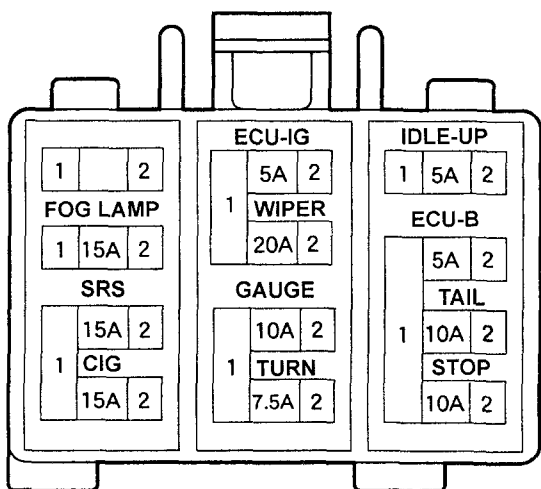 1 2
FOG LAMP
1 15A 2
SRS
15A 2
1
CIG
15A 2
ECU-IG
5A 2
1
WIPER
20A 2
GAUGE
10A 2
1
TURN
7.5A 2
IDLE-UP
1 5A 2
ECU-B
5A 2
TAIL
1 10A 2
STOP
10A 2